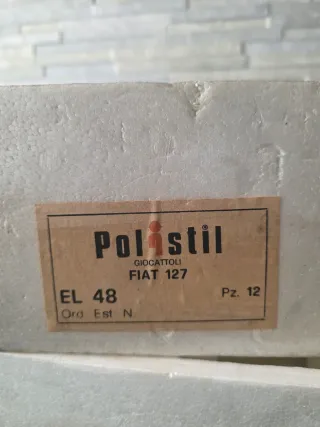 Polistil
GIOCATTOLI
FIAT 127
EL 48 Pz. 12
Ord Est N